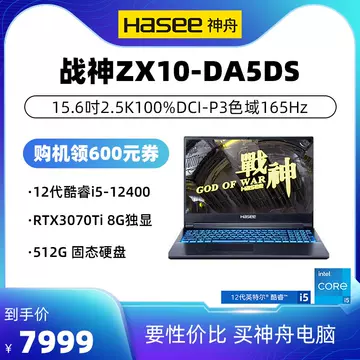 HASEE 神舟
战神ZX10-DA5DS
15.6吋2.5K100%DCI-P3色域165Hz
购机领600元券
·12代酷睿i5-12400
·RTX3070Ti 8G独显
·512G 固态硬盘
戰神
GOD OF WAR
HASEE
HASEE
intel
CORE
i5
12代英特尔® 酷睿™ i5
到手价
¥7999
要性价比 买神舟电脑